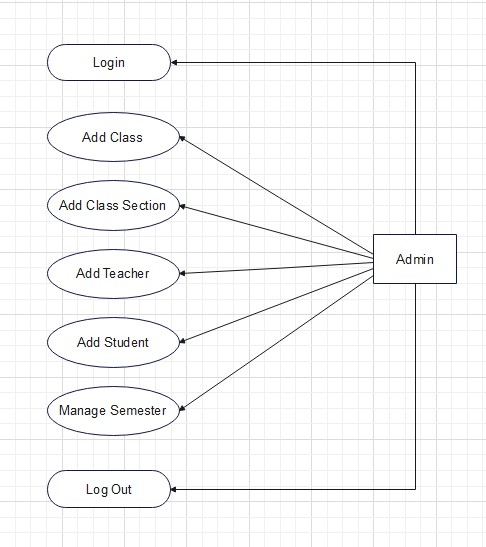 Login
Add Class
Add Class Section
Add Teacher
Admin
Add Student
Manage Semester
Log Out